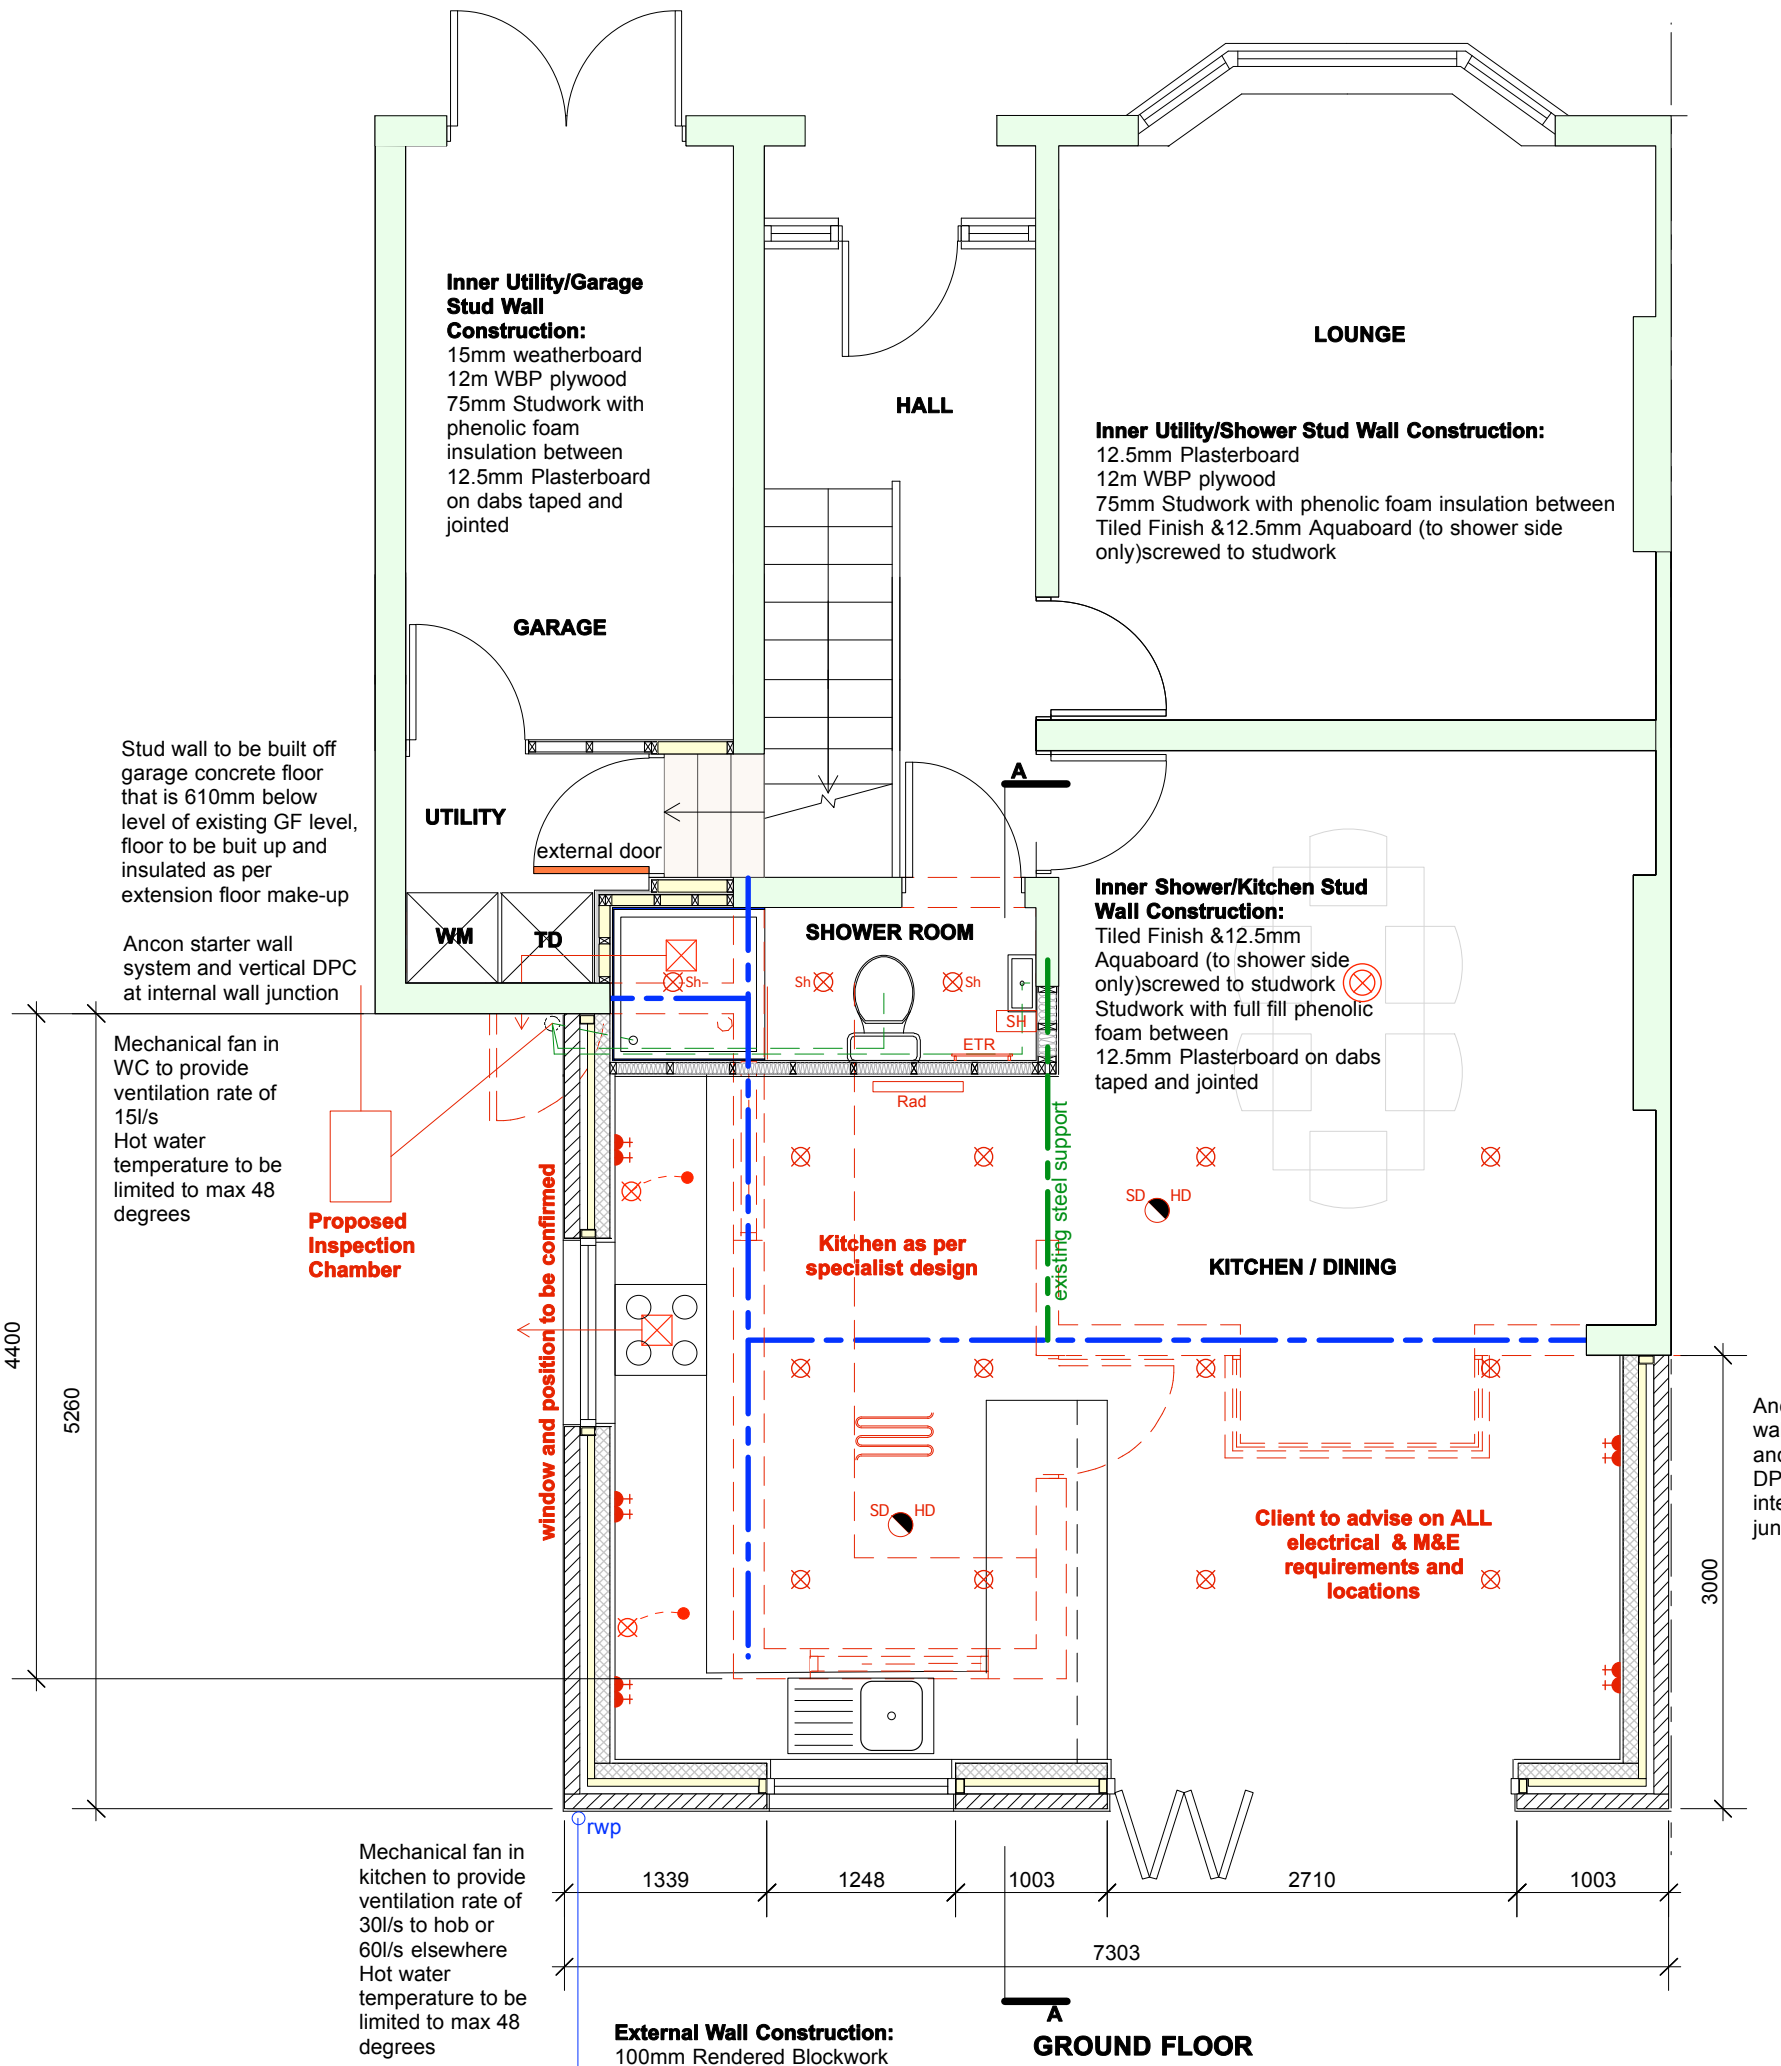 Inner Utility/Garage
Stud Wall
Construction:
15mm weatherboard
12m WBP plywood
75mm Studwork with
phenolic foam
insulation between
12.5mm Plasterboard
on dabs taped and
jointed
GARAGE
HALL
LOUNGE
Inner Utility/Shower Stud Wall Construction:
12.5mm Plasterboard
12m WBP plywood
75mm Studwork with phenolic foam insulation between
Tiled Finish &12.5mm Aquaboard (to shower side
only)screwed to studwork
Stud wall to be built off
garage concrete floor
that is 610mm below
level of existing GF level,
floor to be buit up and
insulated as per
extension floor make-up
Ancon starter wall
system and vertical DPC
at internal wall junction
UTILITY
external door
WM
TD
A
SHOWER ROOM
Sh
Sh
Sh
SH
ETR
Rad
Inner Shower/Kitchen Stud
Wall Construction:
Tiled Finish &12.5mm
Aquaboard (to shower side
only)screwed to studwork
Studwork with full fill phenolic
foam between
12.5mm Plasterboard on dabs
taped and jointed
Mechanical fan in
WC to provide
ventilation rate of
15l/s
Hot water
temperature to be
limited to max 48
degrees
Proposed
Inspection
Chamber
window and position to be confirmed
Kitchen as per
specialist design
existing steel support
SD HD
KITCHEN / DINING
4400
5260
SD HD
Client to advise on ALL
electrical & M&E
requirements and
locations
3000
rwp
1339
1248
1003
2710
1003
7303
Mechanical fan in
kitchen to provide
ventilation rate of
30l/s to hob or
60l/s elsewhere
Hot water
temperature to be
limited to max 48
degrees
A
External Wall Construction:
100mm Rendered Blockwork
GROUND FLOOR